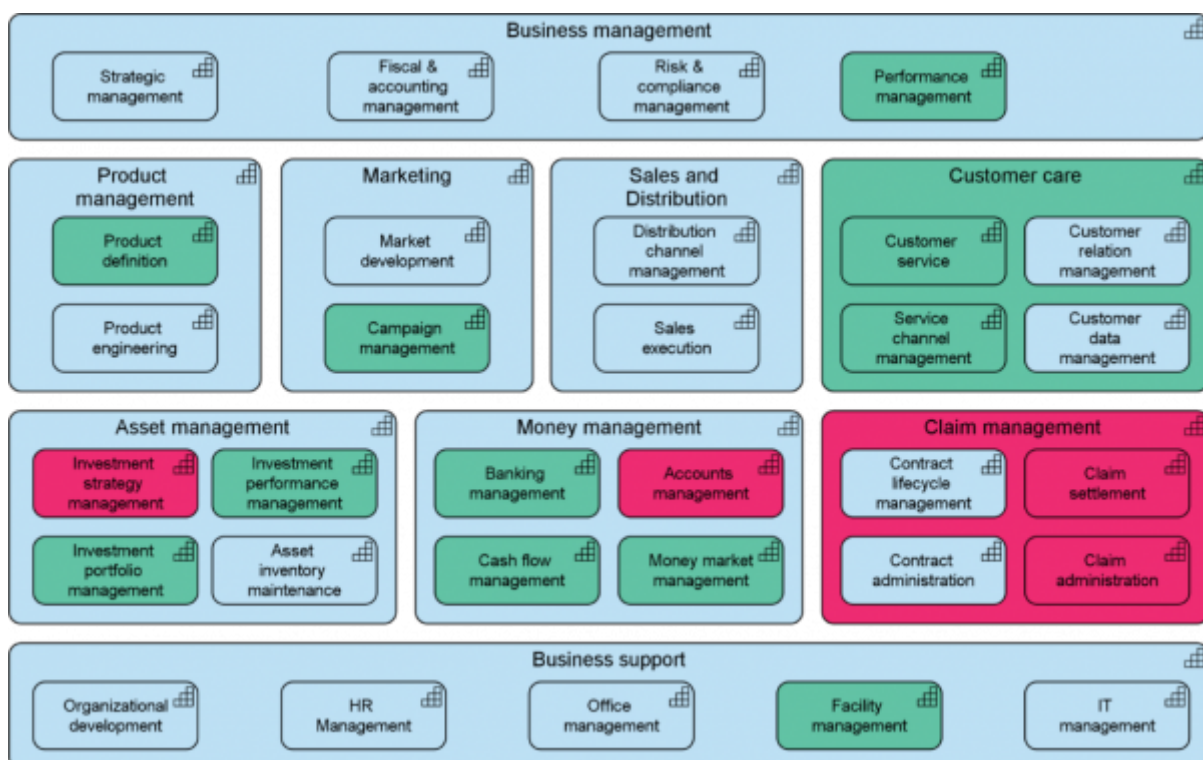 Business management
Strategic
management
Fiscal &
accounting
management
Risk &
compliance
management
Performance
management
Product
management
Product
definition
Product
engineering
Marketing
Market
development
Campaign
management
Sales and
Distribution
Distribution
channel
management
Sales
execution
Customer care
Customer
service
Customer
relation
management
Service
channel
management
Customer
data
management
Asset management
Investment
strategy
management
Investment
performance
management
Investment
portfolio
management
Asset
inventory
maintenance
Money management
Banking
management
Accounts
management
Cash flow
management
Money market
management
Claim management
Contract
lifecycle
management
Claim
settlement
Contract
administration
Claim
administration
Business support
Organizational
development
HR
Management
Office
management
Facility
management
IT
management